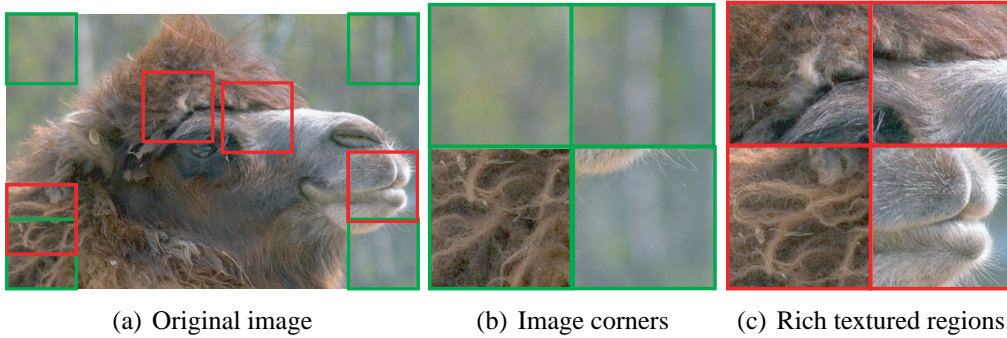 (a) Original image
(b) Image corners
(c) Rich textured regions